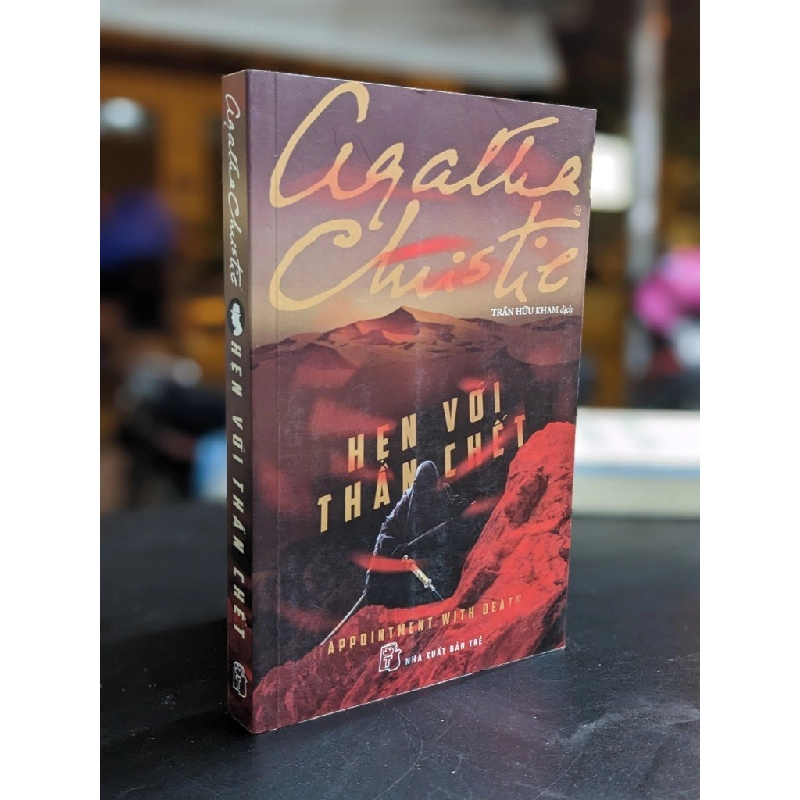 Agatha
Christie
®
TRẦN HỮU KHAM dịch
HẸN VỚI
THẦN CHẾT
APPOINTMENT WITH DEATH
NHÀ XUẤT BẢN TRẺ
Agatha Christie
HẸN VỚI THẦN CHẾT